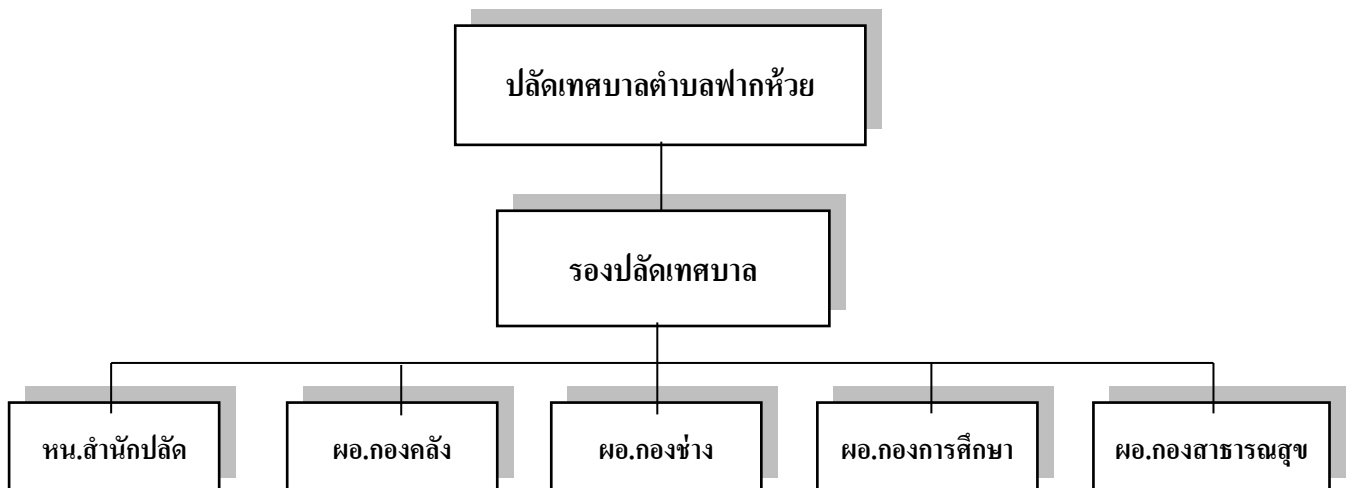 ปลัดเทศบาลตำบลฟากห้วย
รองปลัดเทศบาล
หน.สำนักปลัด
ผอ.กองคลัง
ผอ.กองช่าง
ผอ.กองการศึกษา
ผอ.กองสาธารณสุข